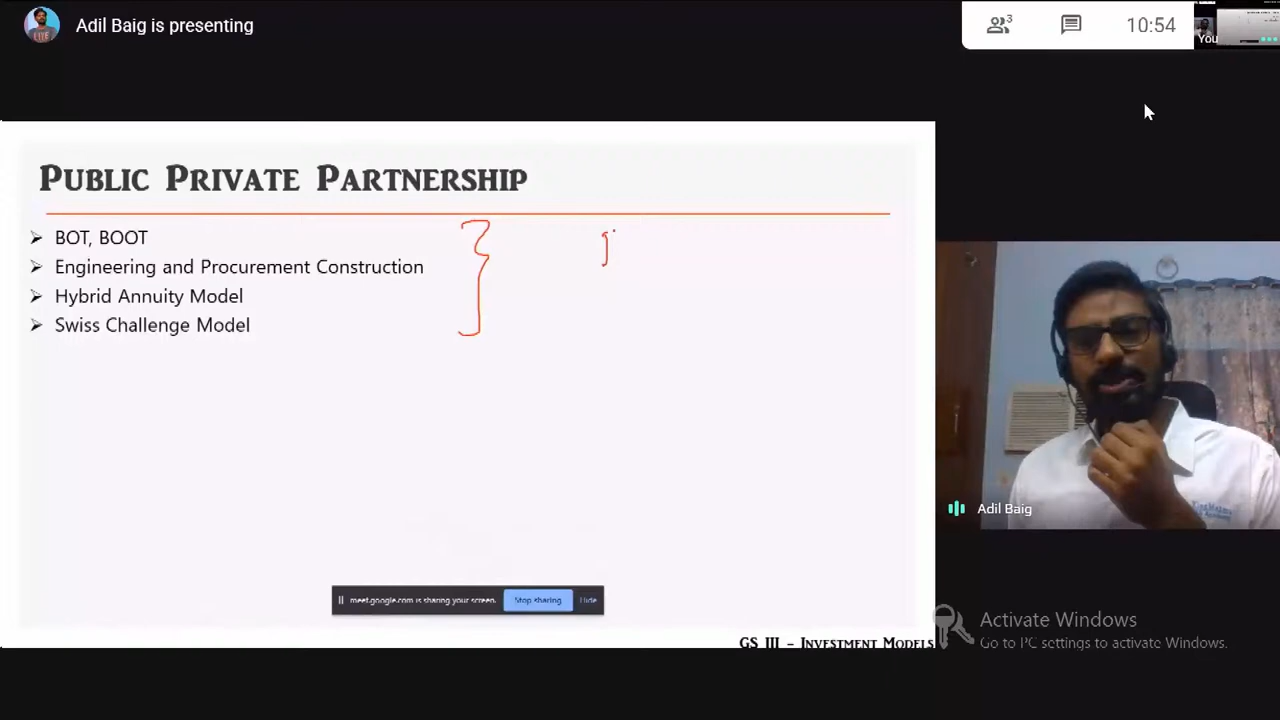 Adil Baig is presenting
3
10:54
You
PUBLIC PRIVATE PARTNERSHIP
BOT, BOOT
Engineering and Procurement Construction
Hybrid Annuity Model
Swiss Challenge Model
Adil Baig
meet.google.com is sharing your screen.
Stop sharing
Hide
Activate Windows
Go to PC settings to activate Windows.
GS III – INVESTMENT MODELS